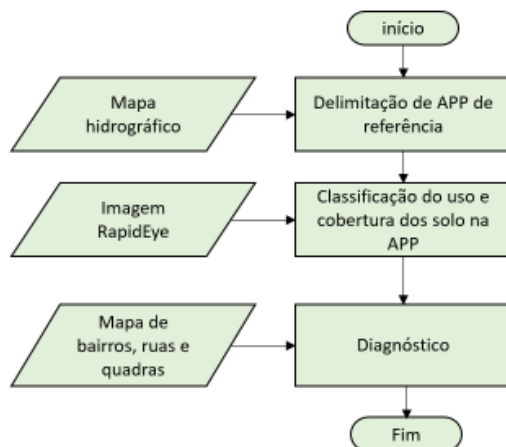 início
Mapa
hidrográfico
Delimitação de APP de
referência
Imagem
RapidEye
Classificação do uso e
cobertura dos solo na
APP
Mapa de
bairros, ruas e
quadras
Diagnóstico
Fim